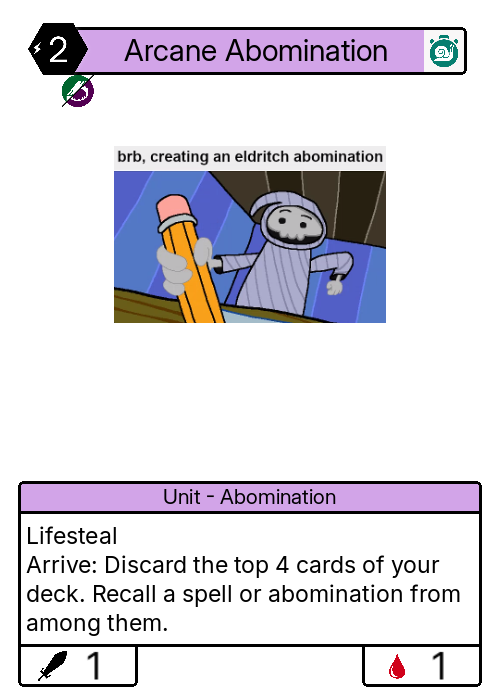 2
Arcane Abomination
brb, creating an eldritch abomination
Unit - Abomination
Lifesteal
Arrive: Discard the top 4 cards of your
deck. Recall a spell or abomination from
among them.
1
1